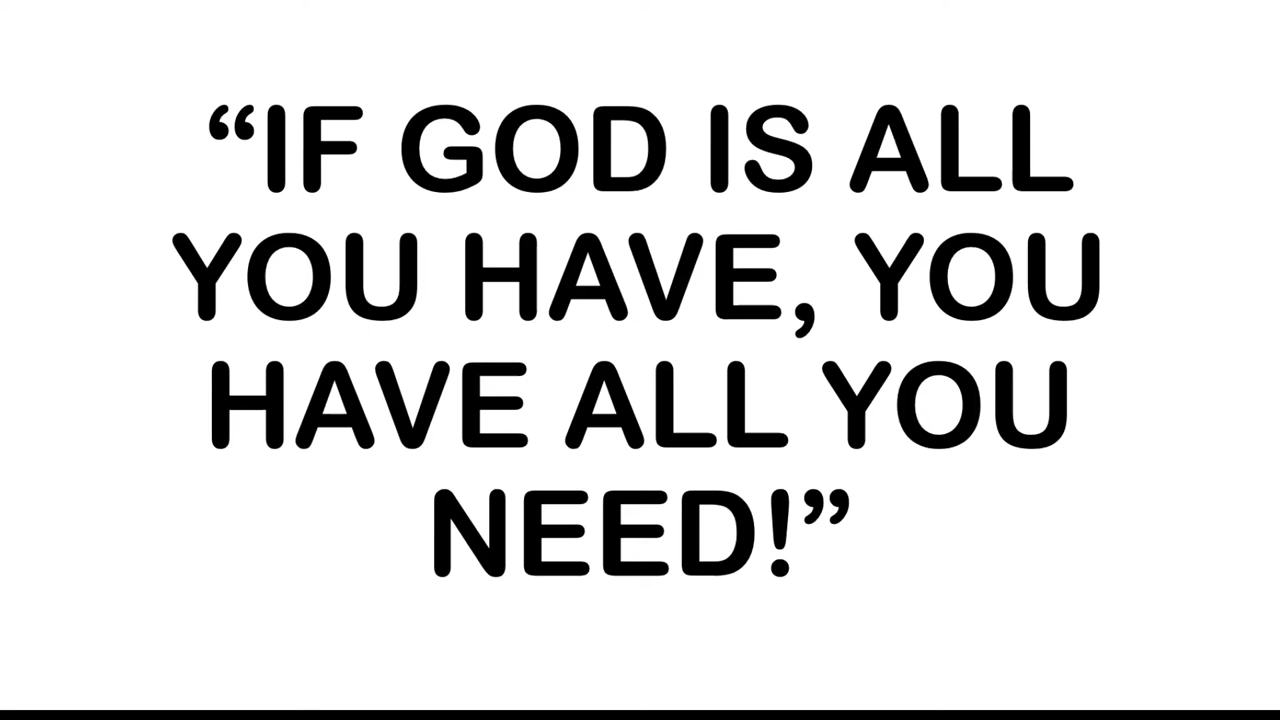 “IF GOD IS ALL
YOU HAVE, YOU
HAVE ALL YOU
NEED!”